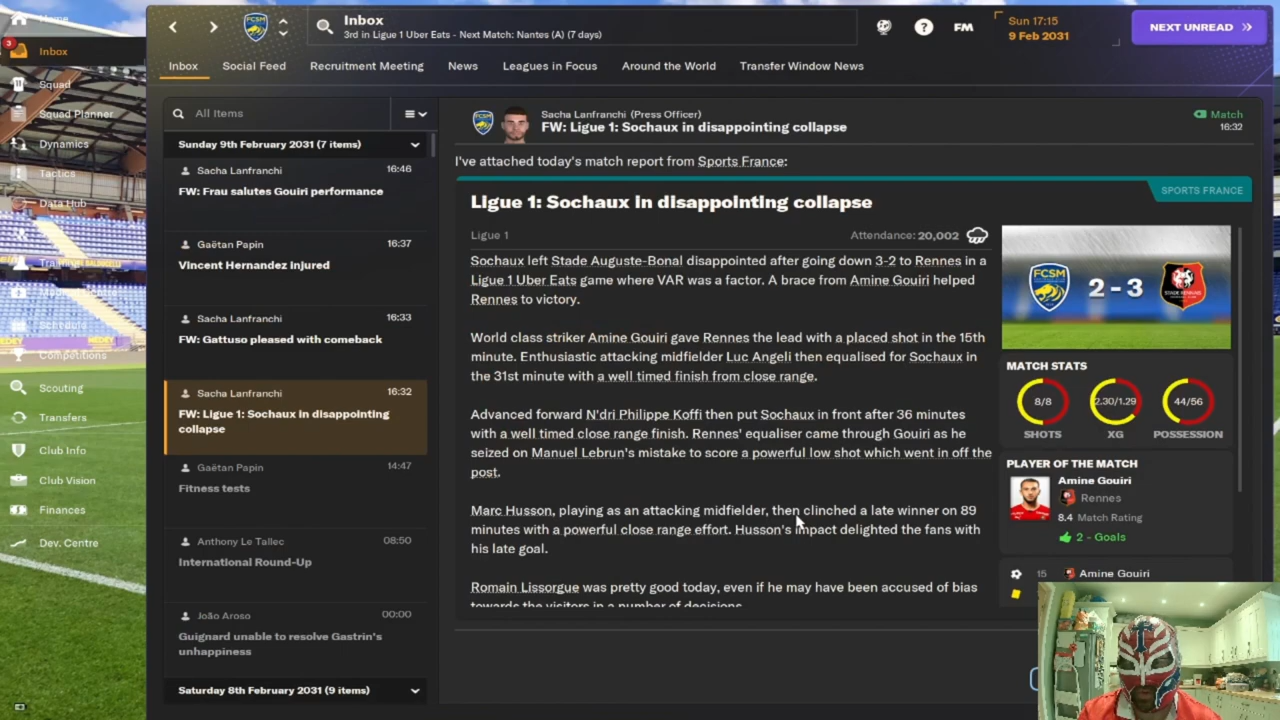 Home
Inbox
3rd in Ligue 1 Uber Eats - Next Match: Nantes (A) (7 days)
FM
Sun 17:15
9 Feb 2031
NEXT UNREAD
3
Inbox
Squad
Squad Planner
Dynamics
Tactics
Data Hub
Training
Schedule
Competitions
Scouting
Transfers
Club Info
Club Vision
Finances
Dev. Centre
Inbox
Social Feed
Recruitment Meeting
News
Leagues in Focus
Around the World
Transfer Window News
All Items
Sunday 9th February 2031 (7 items)
Sacha Lanfranchi 16:46
FW: Frau salutes Gouiri performance
Gaëtan Papin 16:37
Vincent Hernandez injured
Sacha Lanfranchi 16:33
FW: Gattuso pleased with comeback
Sacha Lanfranchi 16:32
FW: Ligue 1: Sochaux in disappointing
collapse
Gaëtan Papin 14:47
Fitness tests
Anthony Le Tallec 08:50
International Round-Up
João Aroso 00:00
Guignard unable to resolve Gastrin's
unhappiness
Saturday 8th February 2031 (9 items)
Sacha Lanfranchi (Press Officer)
FW: Ligue 1: Sochaux in disappointing collapse
Match
16:32
I've attached today's match report from Sports France:
SPORTS FRANCE
Ligue 1: Sochaux in disappointing collapse
Ligue 1
Attendance: 20,002
Sochaux left Stade Auguste-Bonal disappointed after going down 3-2 to Rennes in a
Ligue 1 Uber Eats game where VAR was a factor. A brace from Amine Gouiri helped
Rennes to victory.
World class striker Amine Gouiri gave Rennes the lead with a placed shot in the 15th
minute. Enthusiastic attacking midfielder Luc Angeli then equalised for Sochaux in
the 31st minute with a well timed finish from close range.
Advanced forward N'dri Philippe Koffi then put Sochaux in front after 36 minutes
with a well timed close range finish. Rennes' equaliser came through Gouiri as he
seized on Manuel Lebrun's mistake to score a powerful low shot which went in off the
post.
Marc Husson, playing as an attacking midfielder, then clinched a late winner on 89
minutes with a powerful close range effort. Husson's impact delighted the fans with
his late goal.
Romain Lissorgue was pretty good today, even if he may have been accused of bias
towards the visitors in a number of decisions.
FCSM
2 - 3
STADE RENNAIS
MATCH STATS
8/8
2.30/1.29
44/56
SHOTS
XG
POSSESSION
PLAYER OF THE MATCH
Amine Gouiri
Rennes
8.4 Match Rating
2 - Goals
15 Amine Gouiri